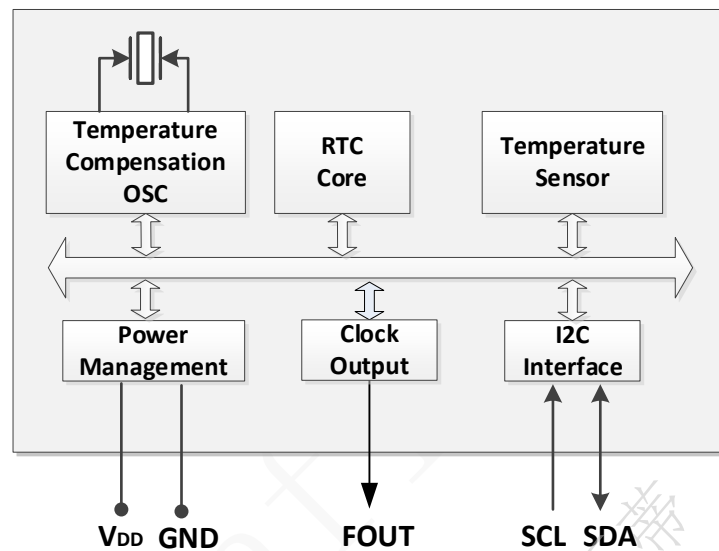 Temperature
Compensation
OSC
RTC
Core
Temperature
Sensor
Power
Management
Clock
Output
I2C
Interface
VDD GND FOUT SCL SDA